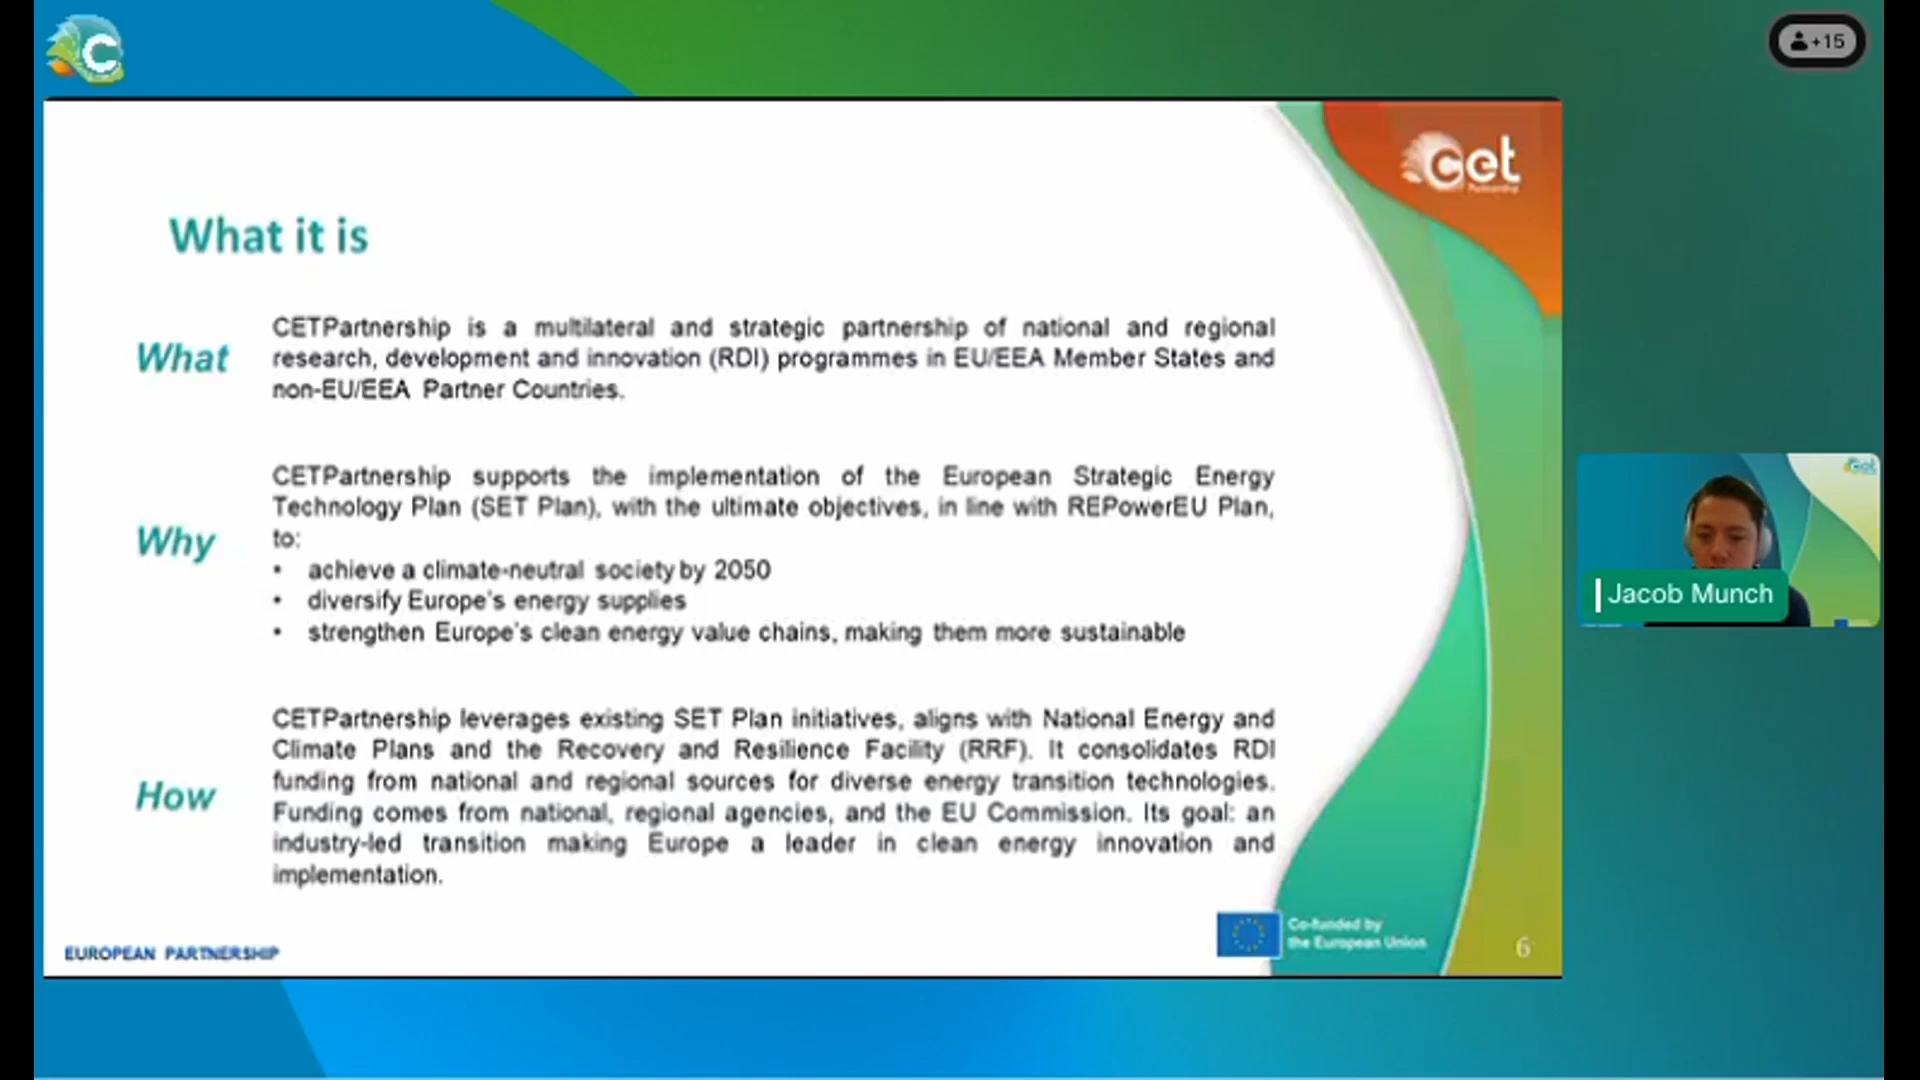 C
+15
cet
Partnership
What it is
What
CETPartnership is a multilateral and strategic partnership of national and regional
research, development and innovation (RDI) programmes in EU/EEA Member States and
non-EU/EEA Partner Countries.
Why
CETPartnership supports the implementation of the European Strategic Energy
Technology Plan (SET Plan), with the ultimate objectives, in line with REPowerEU Plan,
to:
• achieve a climate-neutral society by 2050
• diversify Europe's energy supplies
• strengthen Europe's clean energy value chains, making them more sustainable
How
CETPartnership leverages existing SET Plan initiatives, aligns with National Energy and
Climate Plans and the Recovery and Resilience Facility (RRF). It consolidates RDI
funding from national and regional sources for diverse energy transition technologies.
Funding comes from national, regional agencies, and the EU Commission. Its goal: an
industry-led transition making Europe a leader in clean energy innovation and
implementation.
EUROPEAN PARTNERSHIP
Co-funded by
the European Union
6
cet
Jacob Munch